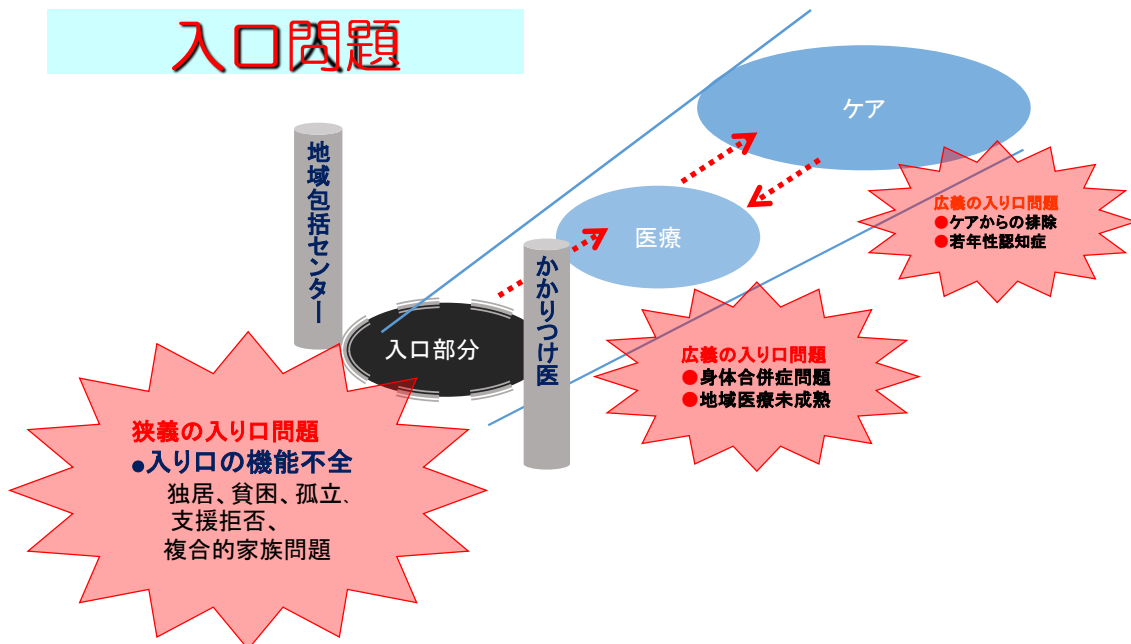 入口問題
ケア
地域包括センター
医療
広義の入り口問題
●ケアからの排除
●若年性認知症
かかりつけ医
入口部分
広義の入り口問題
●身体合併症問題
●地域医療未成熟
狭義の入り口問題
●入り口の機能不全
独居、貧困、孤立、
支援拒否、
複合的家族問題